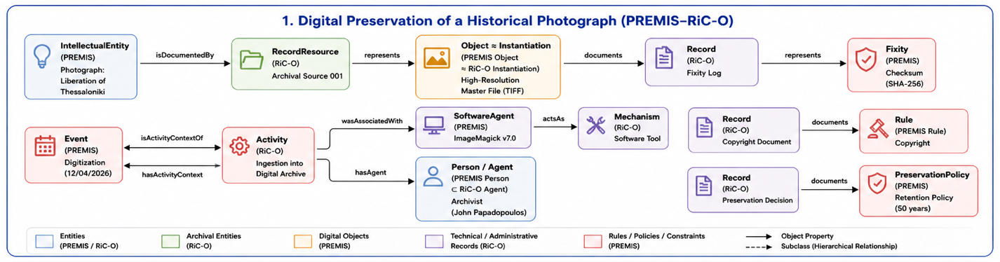 1. Digital Preservation of a Historical Photograph (PREMIS–RiC-O)
IntellectualEntity
(PREMIS)
Photograph:
Liberation of
Thessaloniki
isDocumentedBy
RecordResource
(RiC-O)
Archival Source 001
represents
Object ≈ Instantiation
(PREMIS Object
≈ RiC-O Instantiation)
High-Resolution
Master File (TIFF)
documents
Record
(RiC-O)
Fixity Log
represents
Fixity
(PREMIS)
Checksum
(SHA-256)
Event
(PREMIS)
Digitization
(12/04/2026)
isActivityContextOf
hasActivityContext
Activity
(RiC-O)
Ingestion into
Digital Archive
wasAssociatedWith
hasAgent
SoftwareAgent
(PREMIS)
ImageMagick v7.0
actsAs
Mechanism
(RiC-O)
Software Tool
Person / Agent
(PREMIS Person
⊂ RiC-O Agent)
Archivist
(John Papadopoulos)
Record
(RiC-O)
Copyright Document
documents
Rule
(PREMIS Rule)
Copyright
Record
(RiC-O)
Preservation Decision
documents
PreservationPolicy
(PREMIS)
Retention Policy
(50 years)
Entities
(PREMIS / RiC-O)
Archival Entities
(RiC-O)
Digital Objects
(PREMIS)
Technical / Administrative
Records (RiC-O)
Rules / Policies / Constraints
(PREMIS)
Object Property
Subclass (Hierarchical Relationship)